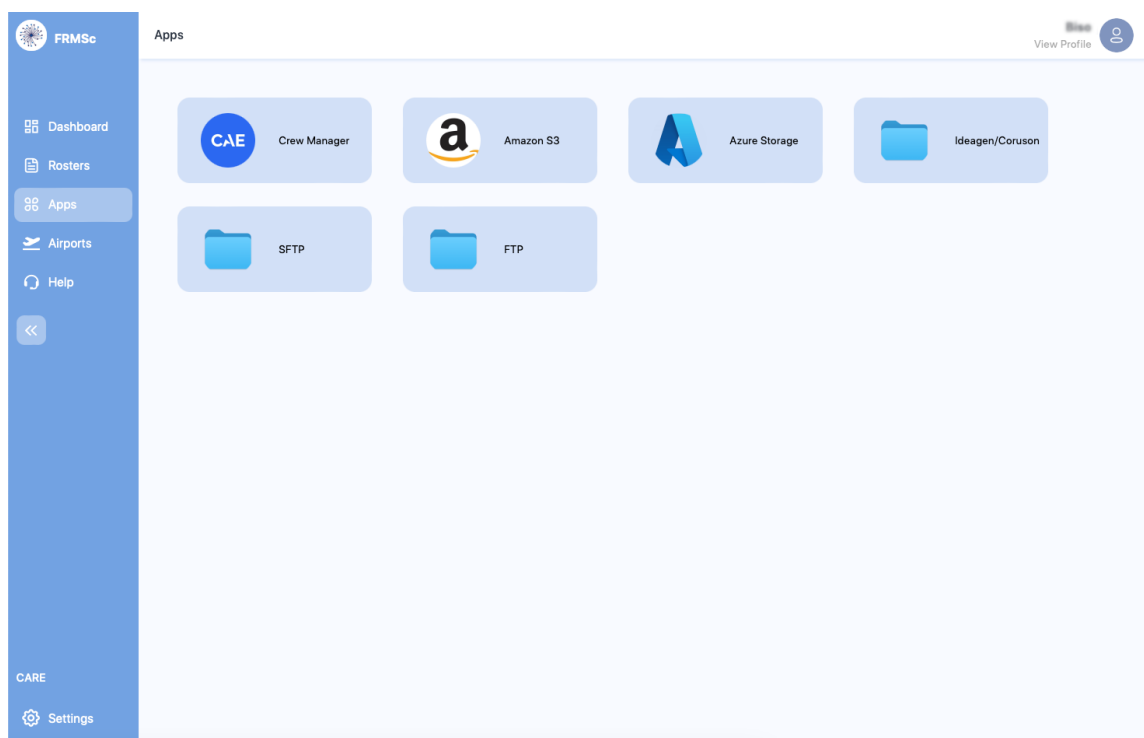 FRMSc
Apps
View Profile
Dashboard
Rosters
Apps
Airports
Help
CAE
Crew Manager
a
Amazon S3
Azure Storage
Ideagen/Coruson
SFTP
FTP
CARE
Settings